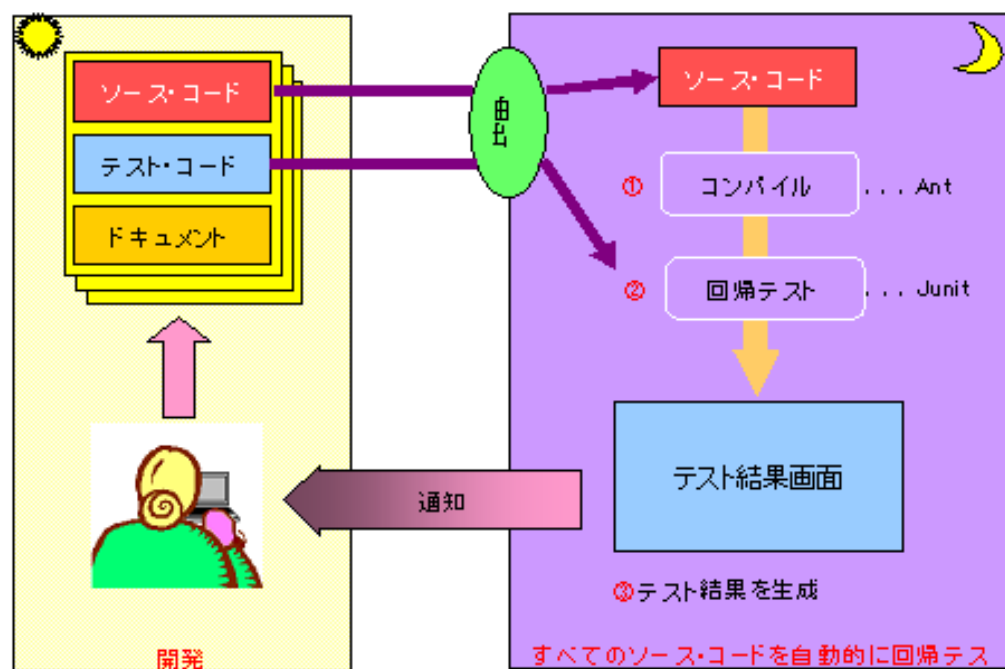 ソース・コード
テスト・コード
ドキュメント
開発
通知
ソース・コード
① コンパイル ... Ant
② 回帰テスト ... Junit
テスト結果画面
③テスト結果を生成
すべてのソース・コードを自動的に回帰テス